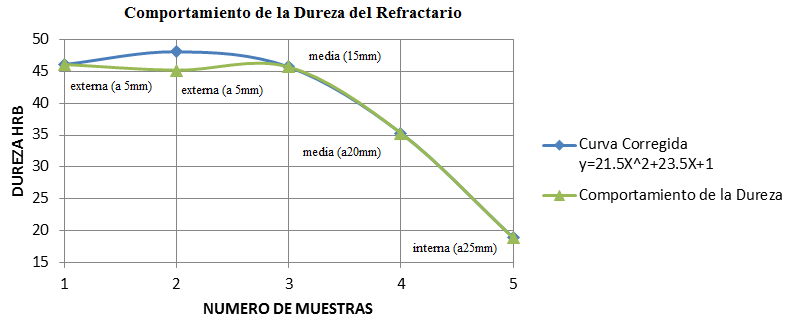 Comportamiento de la Dureza del Refractario
50
45
40
35
30
25
20
15
DUREZA HRB
externa (a 5mm)
externa (a 5mm)
media (15mm)
media (a20mm)
interna (a25mm)
1 2 3 4 5
NUMERO DE MUESTRAS
Curva Corregida
y=21.5X^2+23.5X+1
Comportamiento de la Dureza